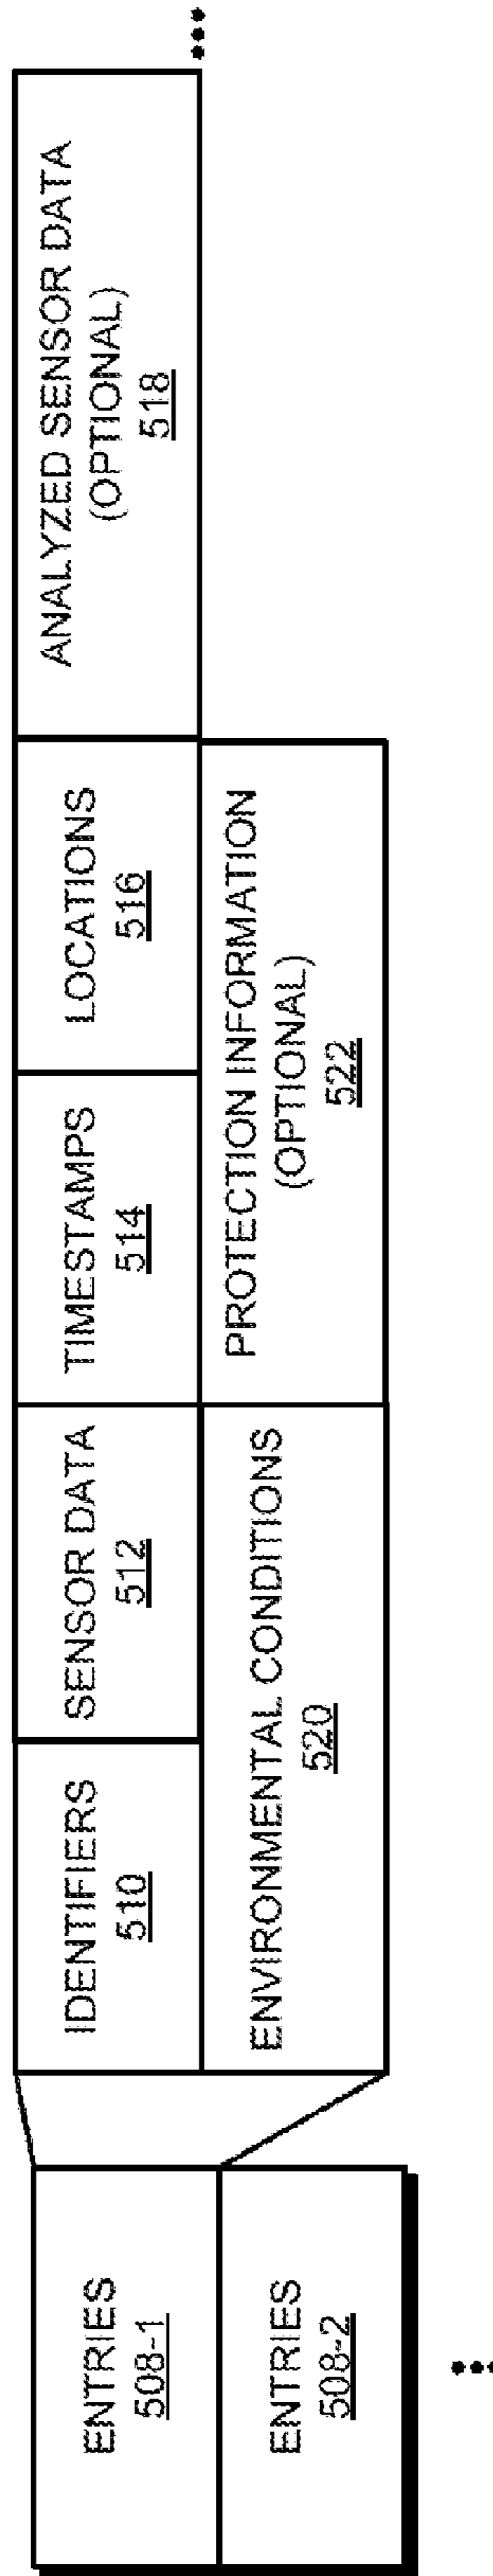 ENTRIES
508-1
ENTRIES
508-2
IDENTIFIERS
510
SENSOR DATA
512
TIMESTAMPS
514
LOCATIONS
516
ANALYZED SENSOR DATA
(OPTIONAL)
518
ENVIRONMENTAL CONDITIONS
520
PROTECTION INFORMATION
(OPTIONAL)
522